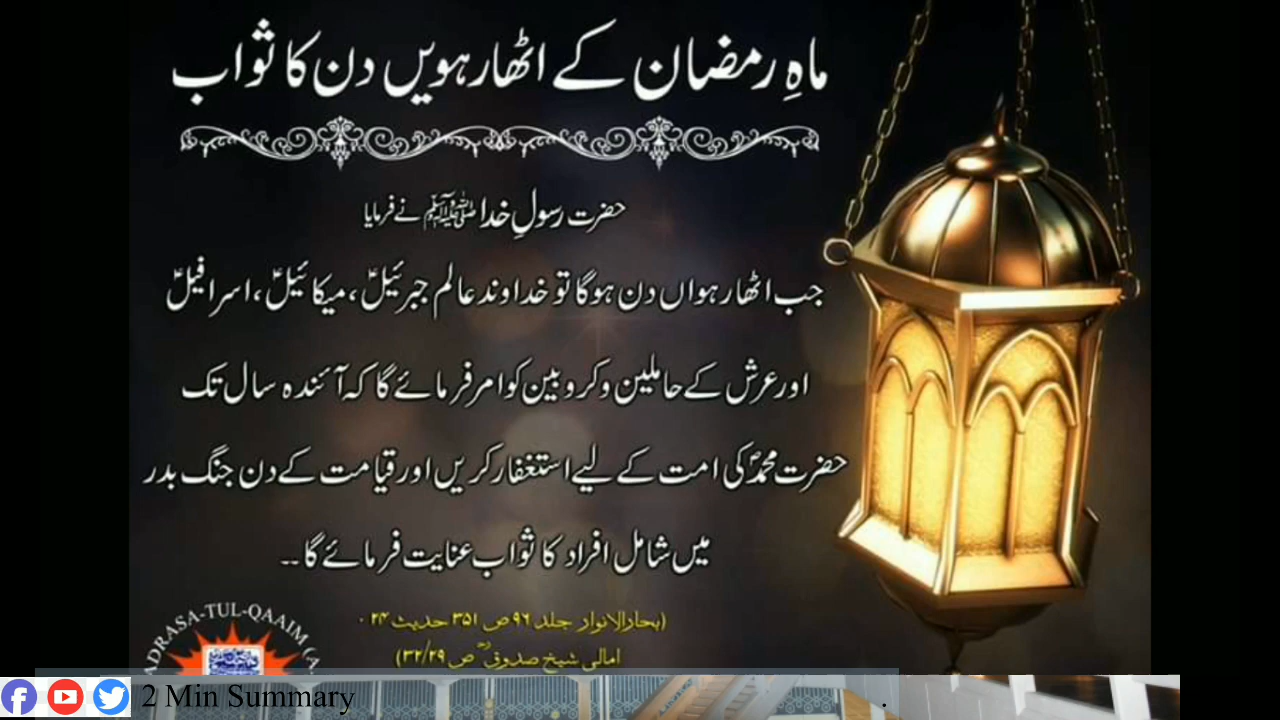 ماہِ رمضان کے اٹھارہویں دن کا ثواب
حضرت رسولِ خدا ﷺ نے فرمایا
جب اٹھارہواں دن ہوگا تو خداوند عالم جبرئیلؑ، میکائیلؑ، اسرافیلؑ
اور عرش کے حاملین و کروبین کو امر فرمائے گا کہ آئندہ سال تک
حضرت محمدؐ کی امت کے لیے استغفار کریں اور قیامت کے دن جنگ بدر
میں شامل افراد کا ثواب عنایت فرمائے گا۔۔
(بحارالانوار جلد ۹۶ ص ۳۵۱ حدیث ۲۴۰
امالی شیخ صدوقؒ ص ۳۲/۲۹)
ADRASA-TUL-QAAIM (A
2 Min Summary .